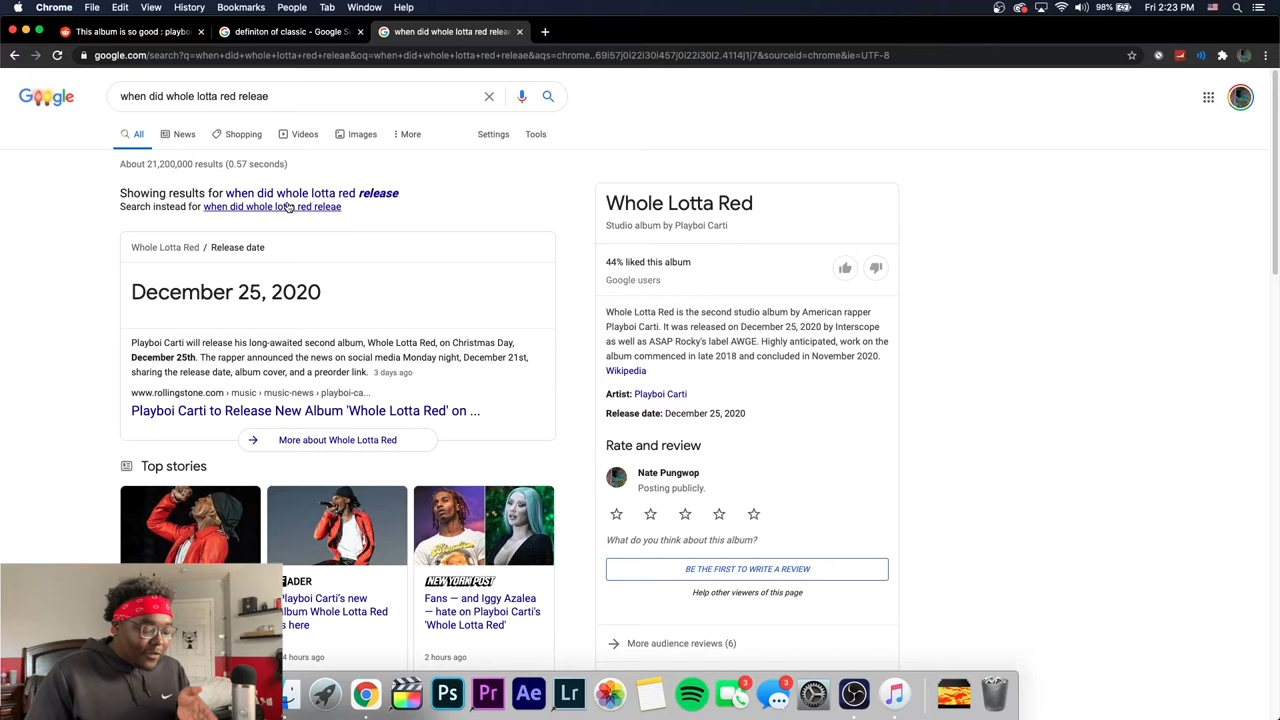 Chrome File Edit View History Bookmarks People Tab Window Help 98% Fri 2:23 PM
This album is so good : playbo × definiton of classic - Google S × when did whole lotta red relea × +
google.com/search?q=when+did+whole+lotta+red+releae&oq=when+did+whole+lotta+red+releae&aqs=chrome..69i57j0i22i30i457j0i22i30l2.4114j1j7&sourceid=chrome&ie=UTF-8
Google
when did whole lotta red releae
All News Shopping Videos Images More Settings Tools
About 21,200,000 results (0.57 seconds)
Showing results for when did whole lotta red release
Search instead for when did whole lotta red releae
Whole Lotta Red / Release date
December 25, 2020
Playboi Carti will release his long-awaited second album, Whole Lotta Red, on Christmas Day,
December 25th. The rapper announced the news on social media Monday night, December 21st,
sharing the release date, album cover, and a preorder link. 3 days ago
www.rollingstone.com › music › music-news › playboi-ca...
Playboi Carti to Release New Album 'Whole Lotta Red' on ...
More about Whole Lotta Red
Top stories
ADER
layboi Carti's new
lbum Whole Lotta Red
s here
4 hours ago
NEW YORK POST
Fans — and Iggy Azalea
— hate on Playboi Carti's
'Whole Lotta Red'
2 hours ago
Whole Lotta Red
Studio album by Playboi Carti
44% liked this album
Google users
Whole Lotta Red is the second studio album by American rapper
Playboi Carti. It was released on December 25, 2020 by Interscope
as well as ASAP Rocky's label AWGE. Highly anticipated, work on the
album commenced in late 2018 and concluded in November 2020.
Wikipedia
Artist: Playboi Carti
Release date: December 25, 2020
Rate and review
Nate Pungwop
Posting publicly.
What do you think about this album?
BE THE FIRST TO WRITE A REVIEW
Help other viewers of this page
More audience reviews (6)
Ps Pr Ae Lr 3 3